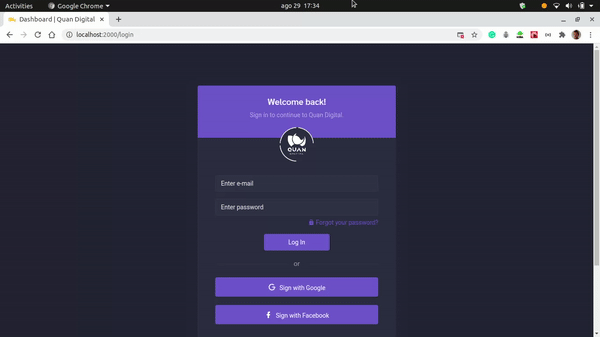 Activities
Google Chrome
ago 29 17:34
Dashboard | Quan Digital
localhost:2000/login
Welcome back!
Sign in to continue to Quan Digital.
QUAN
Enter e-mail
Enter password
Forgot your password?
Log In
or
Sign with Google
Sign with Facebook